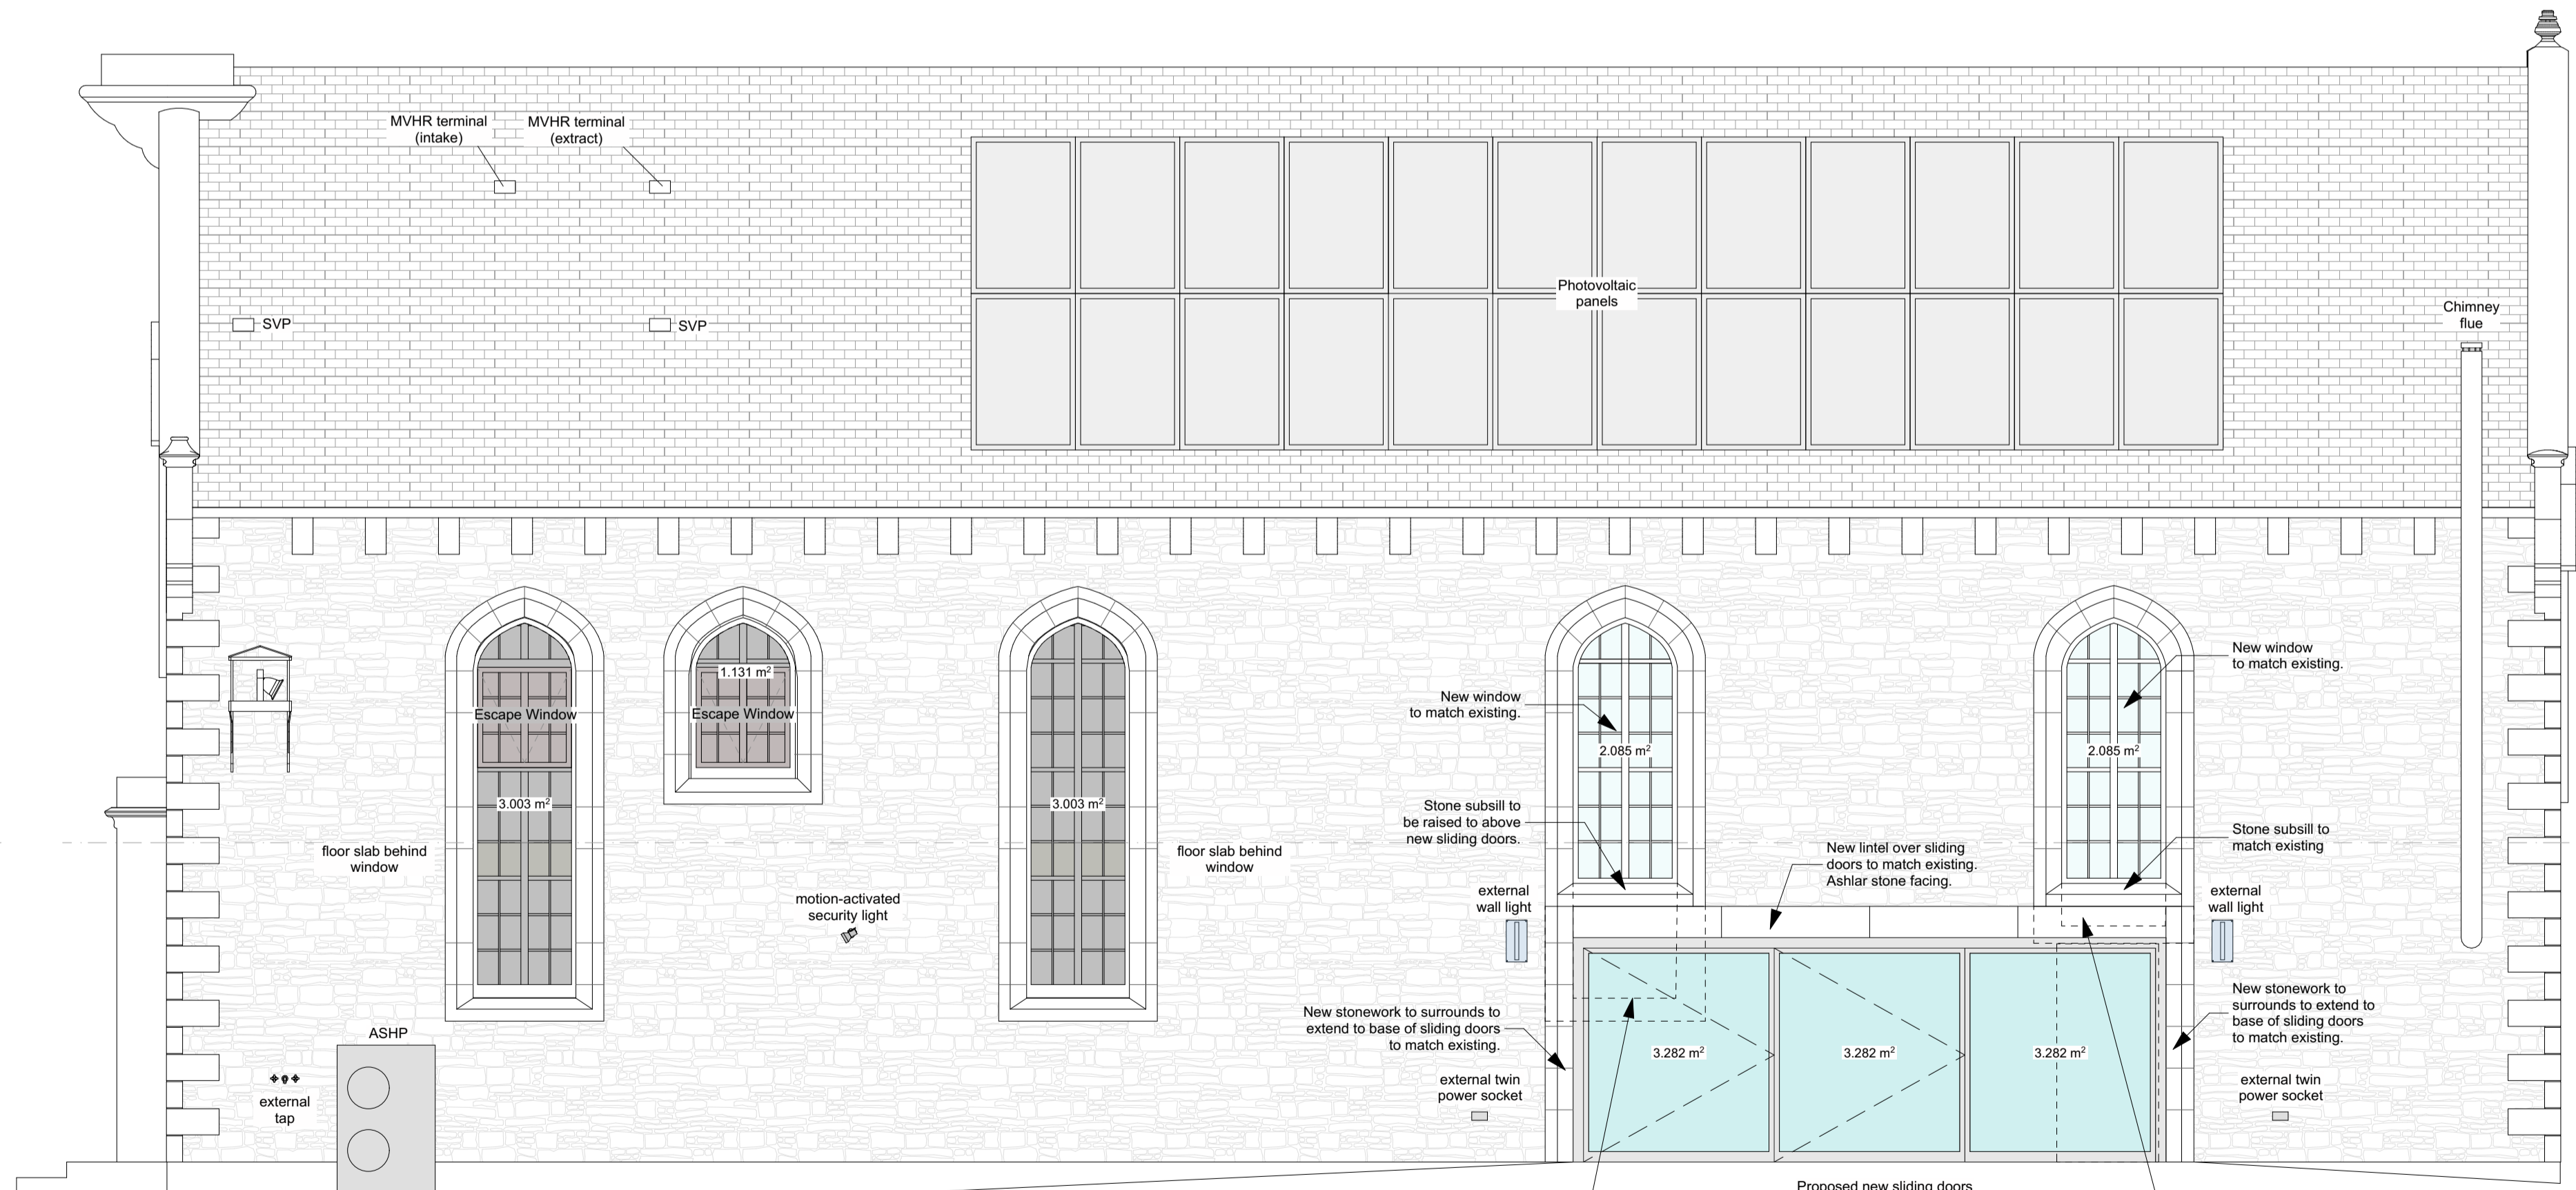 MVHR terminal
(intake)
MVHR terminal
(extract)
SVP
SVP
Photovoltaic
panels
Chimney
flue
Escape Window
3.003 m²
1.131 m²
Escape Window
3.003 m²
floor slab behind
window
floor slab behind
window
motion-activated
security light
ASHP
external
tap
New window
to match existing.
2.085 m²
2.085 m²
New window
to match existing.
Stone subsill to
be raised to above
new sliding doors.
New lintel over sliding
doors to match existing.
Ashlar stone facing.
Stone subsill to
match existing
external
wall light
external
wall light
New stonework to surrounds to
extend to base of sliding doors
to match existing.
New stonework to
surrounds to extend to
base of sliding doors
to match existing.
3.282 m²
3.282 m²
3.282 m²
external twin
power socket
external twin
power socket
Proposed new sliding doors